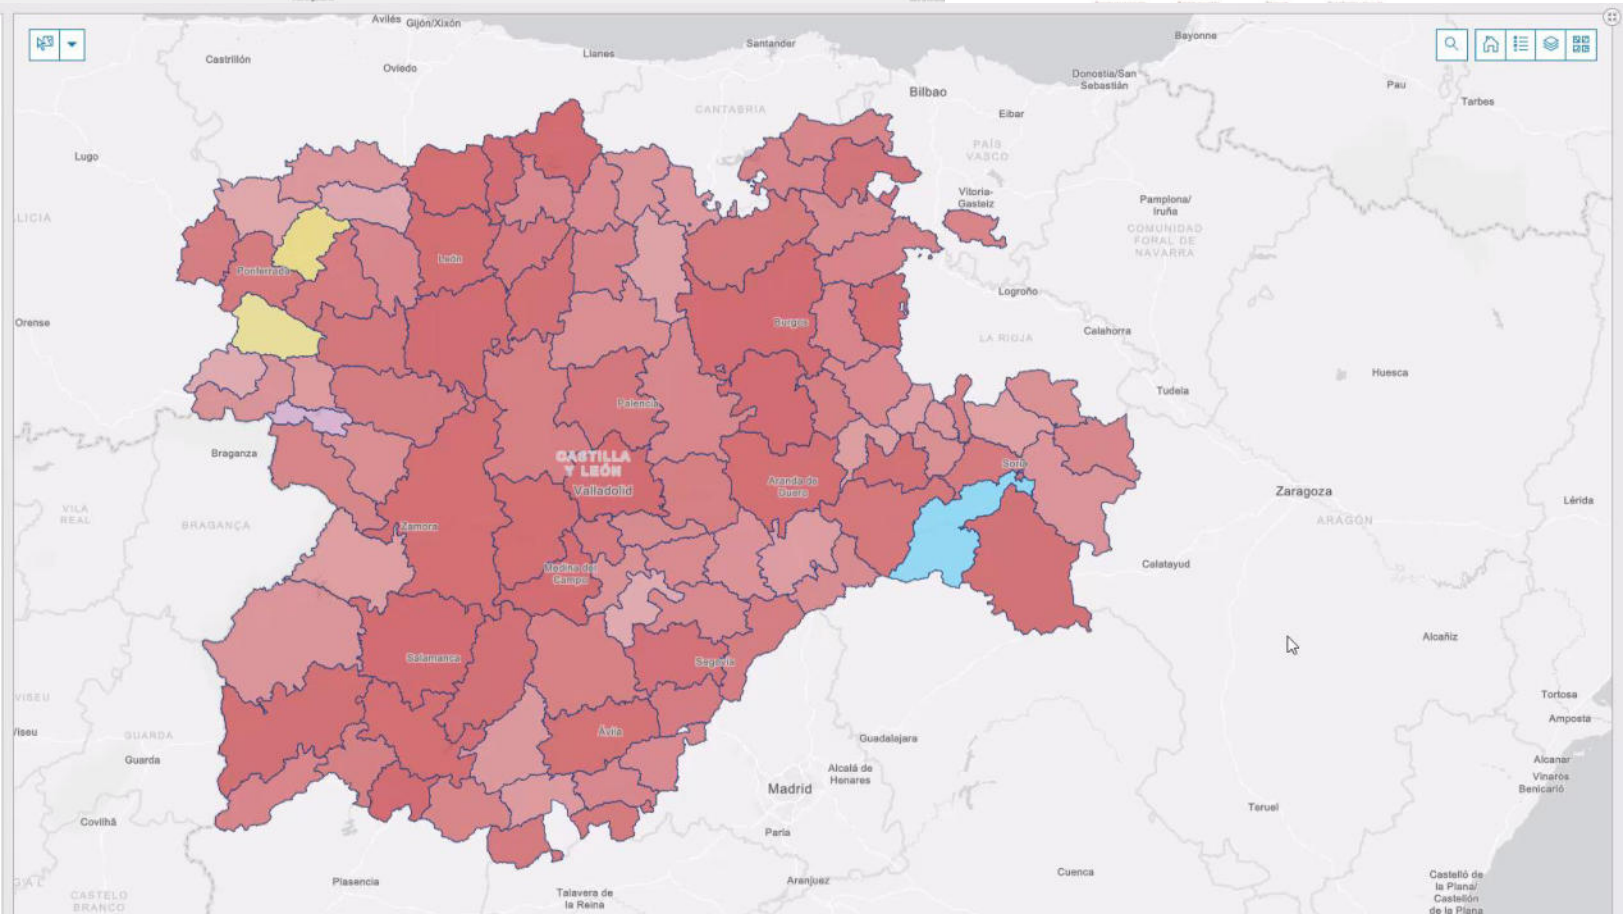 Avilés
Gijón/Xixón
Castrillón
Oviedo
Llanes
Santander
Bayonne
Donostia/San
Sebastián
Pau
Tarbes
Bilbao
CANTABRIA
Eibar
PAÍS
VASCO
Lugo
Vitoria-
Gasteiz
Pamplona/
Iruña
COMUNIDAD
FORAL DE
NAVARRA
LICIA
Ponferrada
León
Logroño
Orense
Burgos
LA RIOJA
Calahorra
Huesca
Tudela
Palencia
Braganza
CASTILLA
Y LEÓN
Valladolid
Soria
Aranda de
Duero
Zaragoza
Lérida
VILA
REAL
BRAGANÇA
Zamora
ARAGÓN
Medina del
Campo
Calatayud
Alcañiz
Salamanca
Segovia
VISEU
Tortosa
Amposta
/iseu
GUARDA
Ávila
Guadalajara
Guarda
Alcalá de
Henares
Madrid
Alcanar
Vinaròs
Benicarló
Teruel
Covilhã
Parla
Plasencia
Aranjuez
Cuenca
Talavera de
la Reina
CASTELO
BRANCO
Castelló de
la Plana/
Castellón
de la Plana